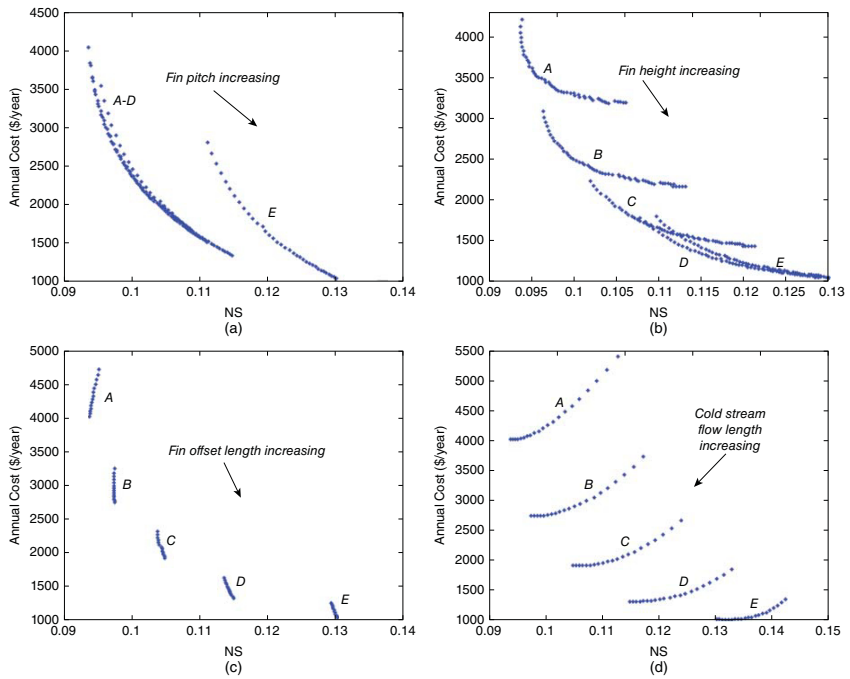 4500
4000
3500
3000
2500
2000
1500
1000
Annual Cost ($/year)
A-D
Fin pitch increasing
E
0.09
0.1
0.11
0.12
0.13
0.14
NS
(a)
4000
3500
3000
2500
2000
1500
1000
Annual Cost ($/year)
A
Fin height increasing
B
C
D
E
0.09
0.095
0.1
0.105
0.11
0.115
0.12
0.125
0.13
NS
(b)
5000
4500
4000
3500
3000
2500
2000
1500
1000
Annual Cost ($/year)
A
Fin offset length increasing
B
C
D
E
0.09
0.1
0.11
0.12
0.13
0.14
NS
(c)
5500
5000
4500
4000
3500
3000
2500
2000
1500
1000
Annual Cost ($/year)
A
Cold stream
flow length
increasing
B
C
D
E
0.09
0.1
0.11
0.12
0.13
0.14
0.15
NS
(d)